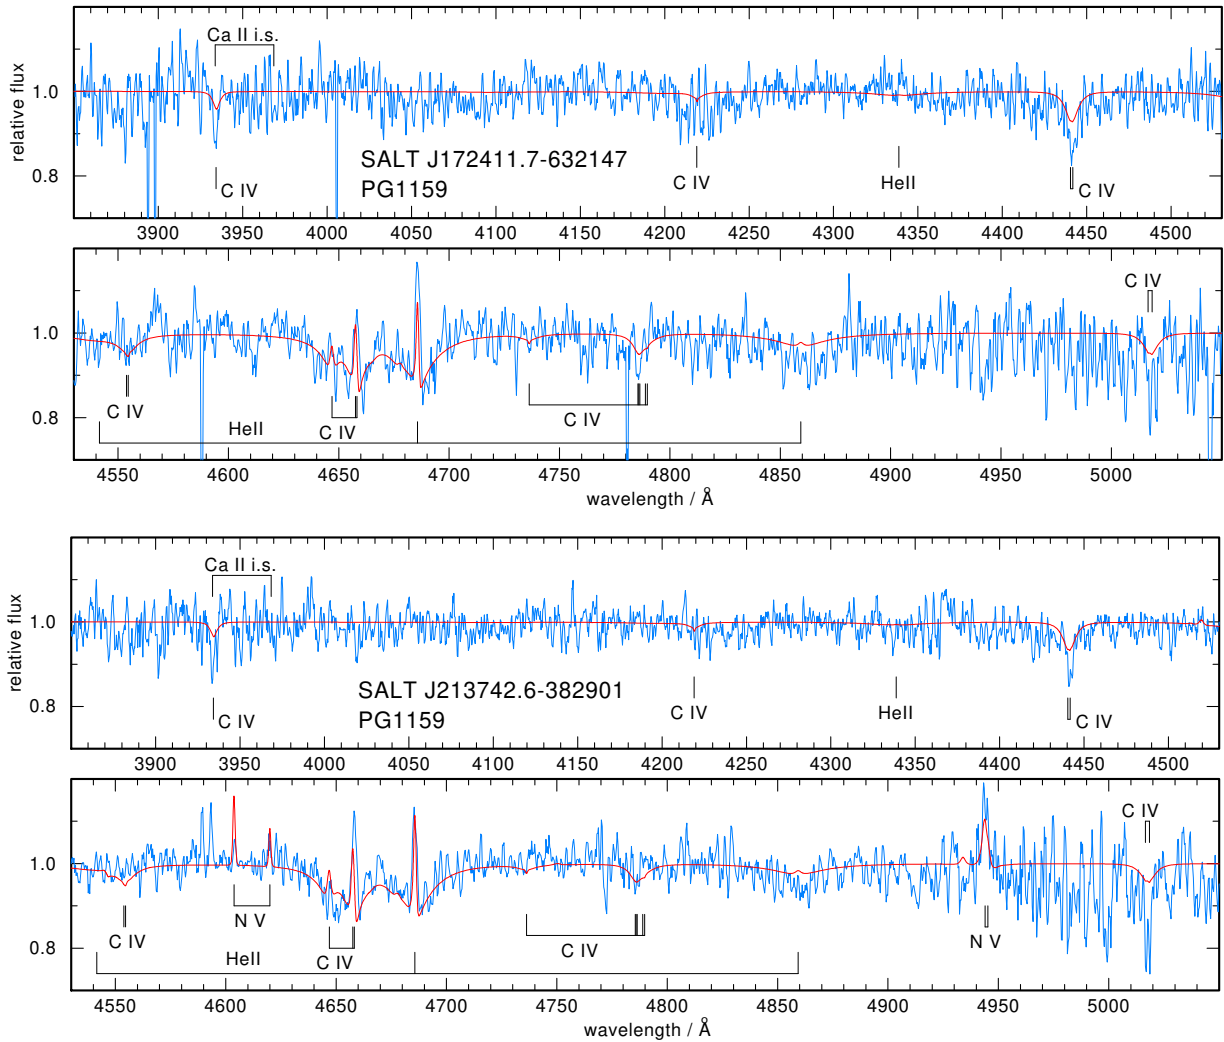 Ca II i.s.
relative flux
1.0
0.8
SALT J172411.7-632147
PG1159
C IV
C IV
HeII
C IV
3900 3950 4000 4050 4100 4150 4200 4250 4300 4350 4400 4450 4500
C IV
1.0
0.8
C IV
HeII
C IV
C IV
4550 4600 4650 4700 4750 4800 4850 4900 4950 5000
wavelength / Å
Ca II i.s.
relative flux
1.0
0.8
SALT J213742.6-382901
PG1159
C IV
C IV
HeII
C IV
3900 3950 4000 4050 4100 4150 4200 4250 4300 4350 4400 4450 4500
C IV
1.0
0.8
C IV
N V
HeII
C IV
C IV
N V
4550 4600 4650 4700 4750 4800 4850 4900 4950 5000
wavelength / Å